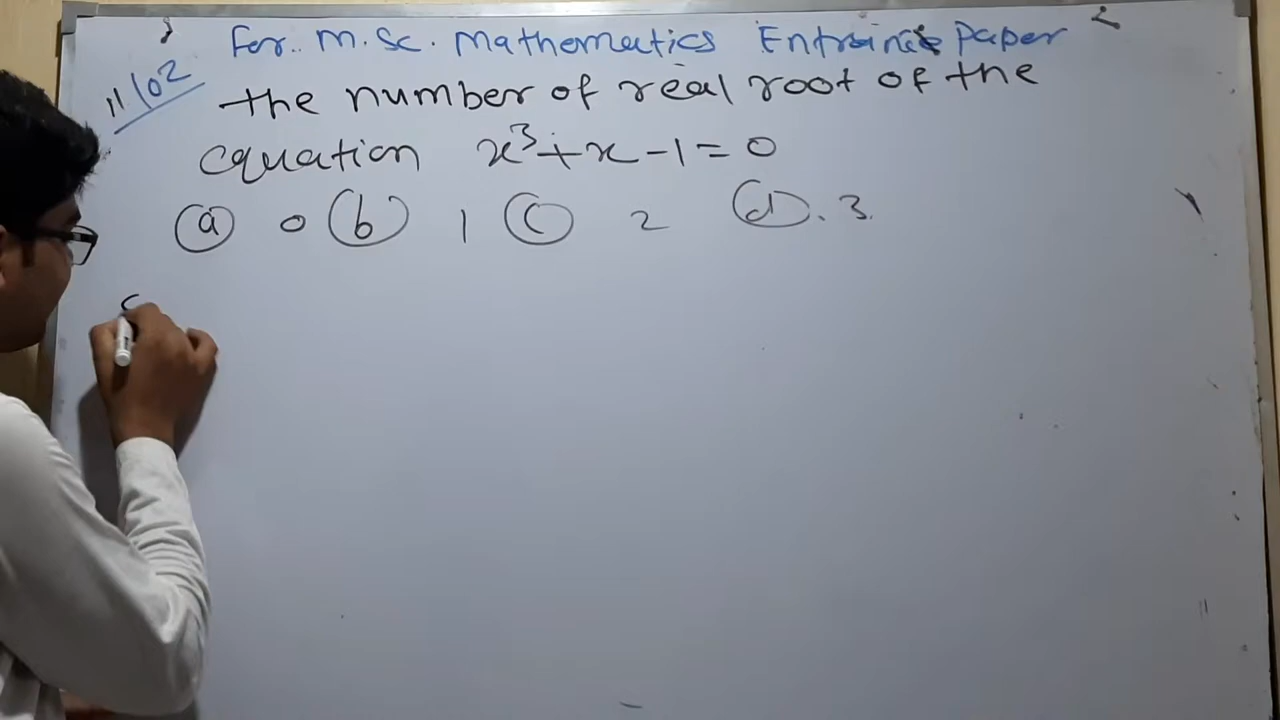 For.. M.Sc. Mathematics Paper
11/02
the number of real root of the
equation x³+x-1=0
(a) 0 (b) 1 (c) 2 (d). 3.